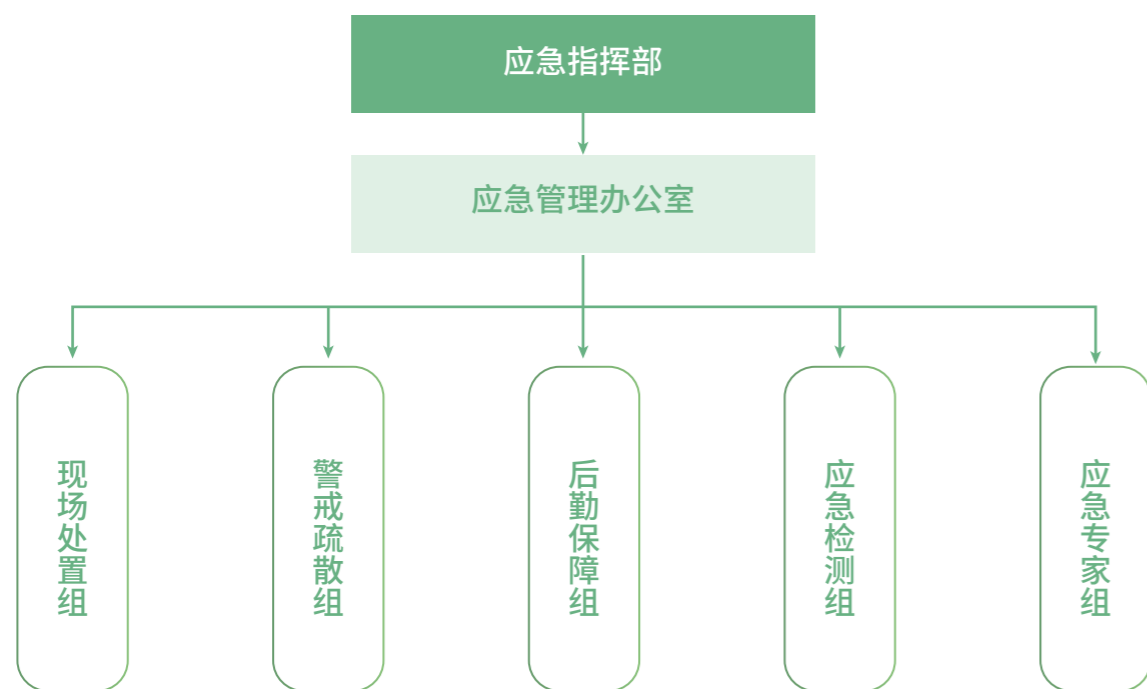 应急指挥部
应急管理办公室
现场处置组
警戒疏散组
后勤保障组
应急检测组
应急专家组